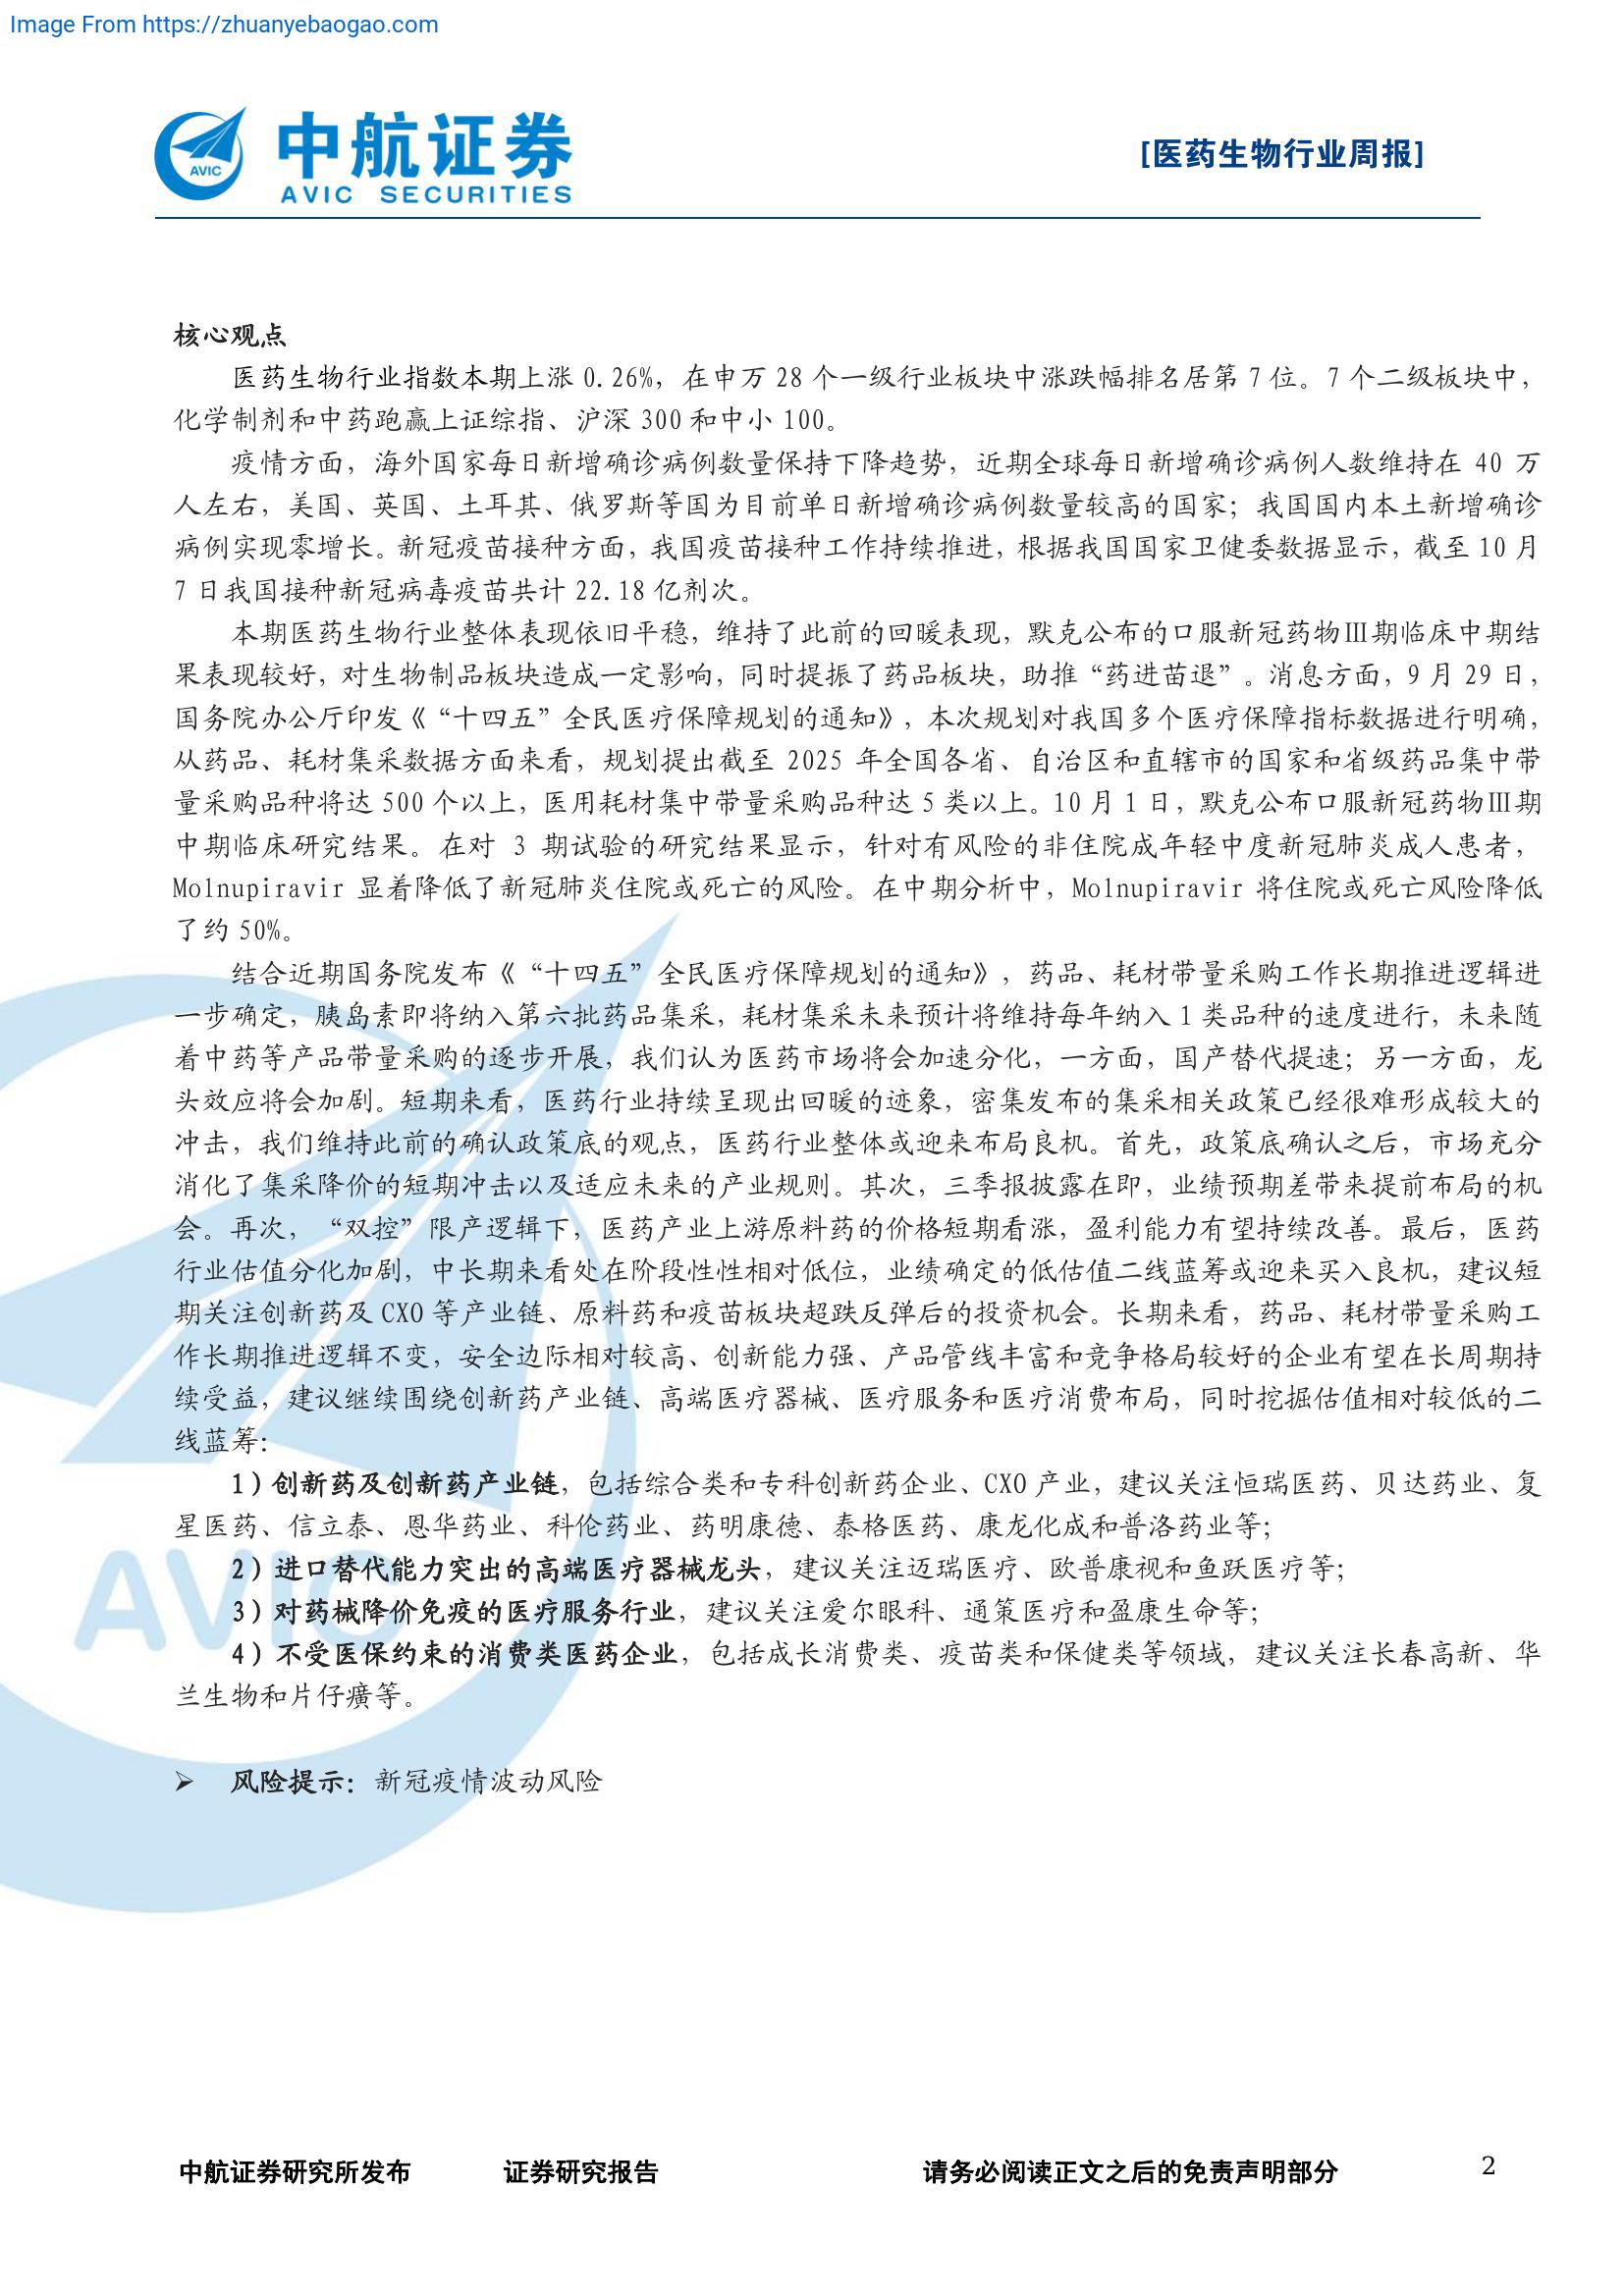 Image From https://zhuanyebaogao.com
AVIC
中航证券
AVIC SECURITIES
[医药生物行业周报]
核心观点
医药生物行业指数本期上涨 0.26%，在申万 28 个一级行业板块中涨跌幅排名居第 7 位。7 个二级板块中，
化学制剂和中药跑赢上证综指、沪深 300 和中小 100。
疫情方面，海外国家每日新增确诊病例数量保持下降趋势，近期全球每日新增确诊病例人数维持在 40 万
人左右，美国、英国、土耳其、俄罗斯等国为目前单日新增确诊病例数量较高的国家；我国国内本土新增确诊
病例实现零增长。新冠疫苗接种方面，我国疫苗接种工作持续推进，根据我国国家卫健委数据显示，截至 10 月
7 日我国接种新冠病毒疫苗共计 22.18 亿剂次。
本期医药生物行业整体表现依旧平稳，维持了此前的回暖表现，默克公布的口服新冠药物Ⅲ期临床中期结
果表现较好，对生物制品板块造成一定影响，同时提振了药品板块，助推“药进苗退”。消息方面，9 月 29 日，
国务院办公厅印发《“十四五”全民医疗保障规划的通知》，本次规划对我国多个医疗保障指标数据进行明确，
从药品、耗材集采数据方面来看，规划提出截至 2025 年全国各省、自治区和直辖市的国家和省级药品集中带
量采购品种将达 500 个以上，医用耗材集中带量采购品种达 5 类以上。10 月 1 日，默克公布口服新冠药物Ⅲ期
中期临床研究结果。在对 3 期试验的研究结果显示，针对有风险的非住院成年轻中度新冠肺炎成人患者，
Molnupiravir 显着降低了新冠肺炎住院或死亡的风险。在中期分析中，Molnupiravir 将住院或死亡风险降低
了约 50%。
结合近期国务院发布《“十四五”全民医疗保障规划的通知》，药品、耗材带量采购工作长期推进逻辑进
一步确定，胰岛素即将纳入第六批药品集采，耗材集采未来预计将维持每年纳入 1 类品种的速度进行，未来随
着中药等产品带量采购的逐步开展，我们认为医药市场将会加速分化，一方面，国产替代提速；另一方面，龙
头效应将会加剧。短期来看，医药行业持续呈现出回暖的迹象，密集发布的集采相关政策已经很难形成较大的
冲击，我们维持此前的确认政策底的观点，医药行业整体或迎来布局良机。首先，政策底确认之后，市场充分
消化了集采降价的短期冲击以及适应未来的产业规则。其次，三季报披露在即，业绩预期差带来提前布局的机
会。再次，“双控”限产逻辑下，医药产业上游原料药的价格短期看涨，盈利能力有望持续改善。最后，医药
行业估值分化加剧，中长期来看处在阶段性性相对低位，业绩确定的低估值二线蓝筹或迎来买入良机，建议短
期关注创新药及 CXO 等产业链、原料药和疫苗板块超跌反弹后的投资机会。长期来看，药品、耗材带量采购工
作长期推进逻辑不变，安全边际相对较高、创新能力强、产品管线丰富和竞争格局较好的企业有望在长周期持
续受益，建议继续围绕创新药产业链、高端医疗器械、医疗服务和医疗消费布局，同时挖掘估值相对较低的二
线蓝筹：
1）创新药及创新药产业链，包括综合类和专科创新药企业、CXO 产业，建议关注恒瑞医药、贝达药业、复
星医药、信立泰、恩华药业、科伦药业、药明康德、泰格医药、康龙化成和普洛药业等；
2）进口替代能力突出的高端医疗器械龙头，建议关注迈瑞医疗、欧普康视和鱼跃医疗等；
3）对药械降价免疫的医疗服务行业，建议关注爱尔眼科、通策医疗和盈康生命等；
4）不受医保约束的消费类医药企业，包括成长消费类、疫苗类和保健类等领域，建议关注长春高新、华
兰生物和片仔癀等。
➢ 风险提示：新冠疫情波动风险
AVIC
中航证券研究所发布 证券研究报告 请务必阅读正文之后的免责声明部分 2